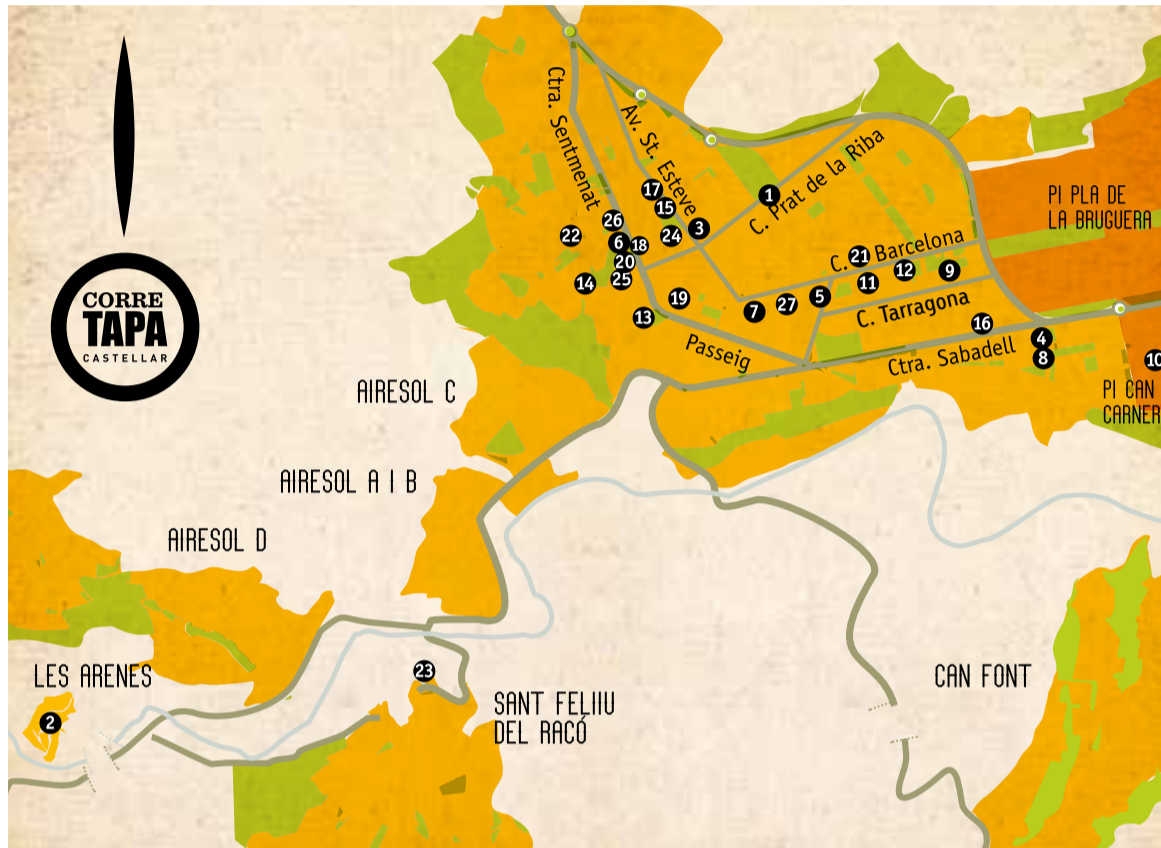 CORRE
TAPA
CASTELLAR
Ctra. Sentmenat
Av. St. Esteve
C. Prat de la Riba
PI PLA DE
LA BRUGUERA
17
15
1
3
26
22
6
18
24
20
25
14
C. Barcelona
21
12
9
11
19
13
7
27
5
C. Tarragona
16
Passeig
Ctra. Sabadell
4
8
10
PI CAN
CARNER
AIRESOL C
AIRESOL A I B
AIRESOL D
LES ARENES
2
23
SANT FELIIU
DEL RACÓ
CAN FONT